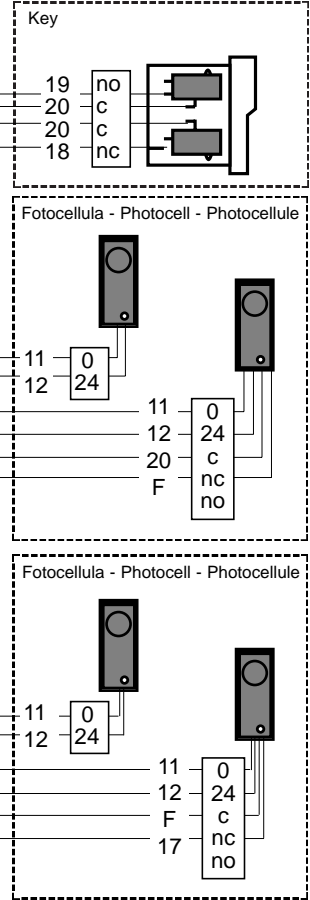 Key
19 no
20 c
20 c
18 nc
Fotocellula - Photocell - Photocellule
11 0
12 24
11 0
12 24
20 c
F nc
no
Fotocellula - Photocell - Photocellule
11 0
12 24
11 0
12 24
F c
17 nc
no